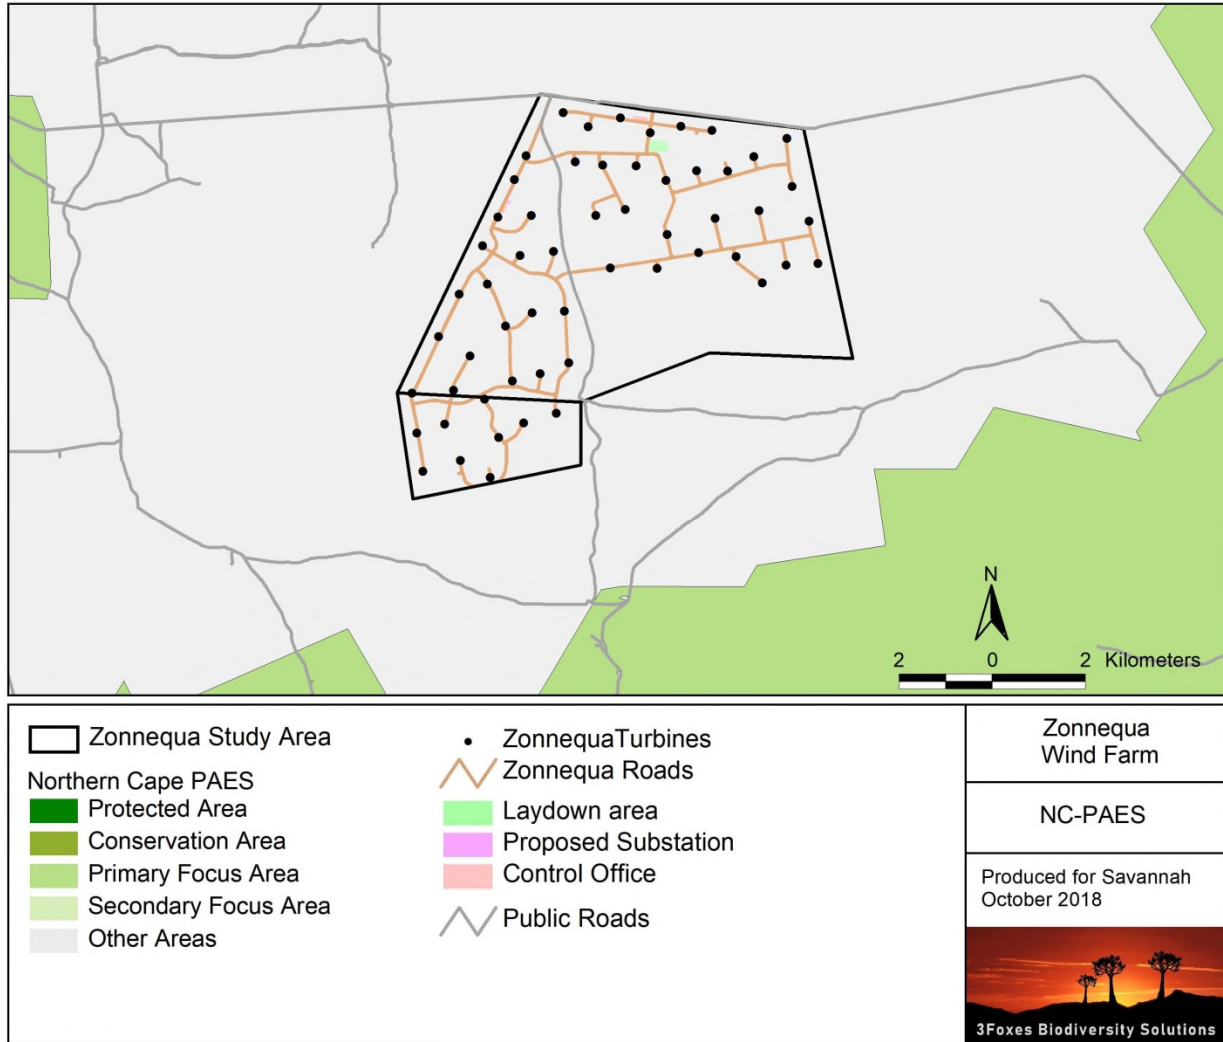 N
2 0 2 Kilometers
Zonnequa Study Area
Northern Cape PAES
Protected Area
Conservation Area
Primary Focus Area
Secondary Focus Area
Other Areas
ZonnequaTurbines
Zonnequa Roads
Laydown area
Proposed Substation
Control Office
Public Roads
Zonnequa
Wind Farm
NC-PAES
Produced for Savannah
October 2018
3Foxes Biodiversity Solutions